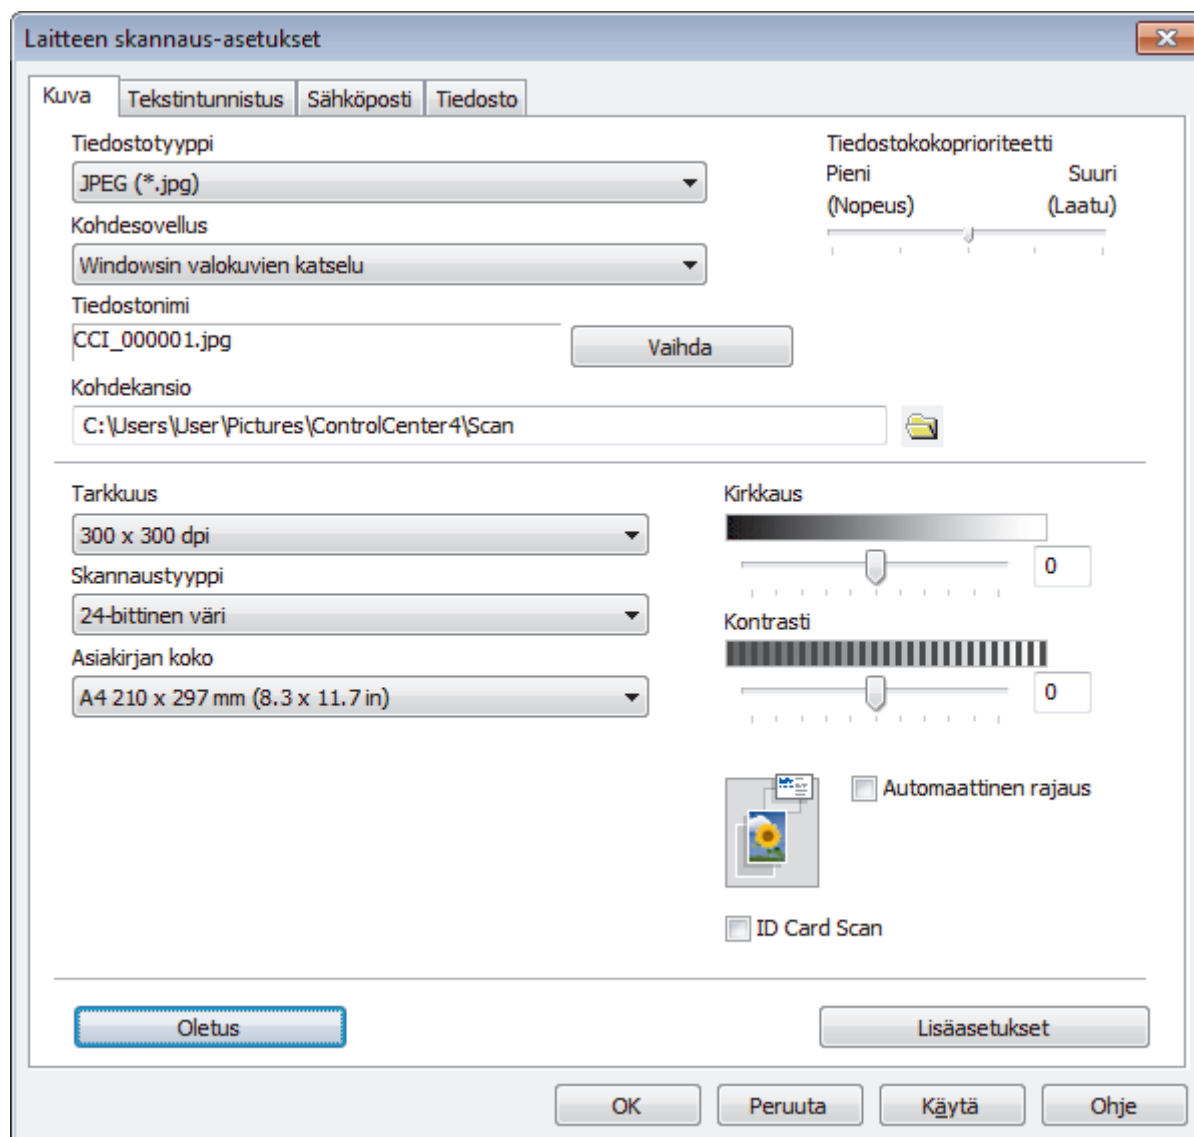 Laitteen skannaus-asetukset
Kuva Tekstintunnistus Sähköposti Tiedosto
Tiedostotyyppi
JPEG (*.jpg)
Kohdesovellus
Windowsin valokuvien katselu
Tiedostonimi
CCI_000001.jpg
Vaihda
Kohdekansio
C:\Users\User\Pictures\ControlCenter4\Scan
Tiedostokokoprioriteetti
Pieni Suuri
(Nopeus) (Laatu)
Tarkkuus
300 x 300 dpi
Skannaustyyppi
24-bittinen väri
Asiakirjan koko
A4 210 x 297 mm (8.3 x 11.7 in)
Kirkkaus
0
Kontrasti
0
Automaattinen rajaus
ID Card Scan
Oletus Lisäasetukset
OK Peruuta Käytä Ohje